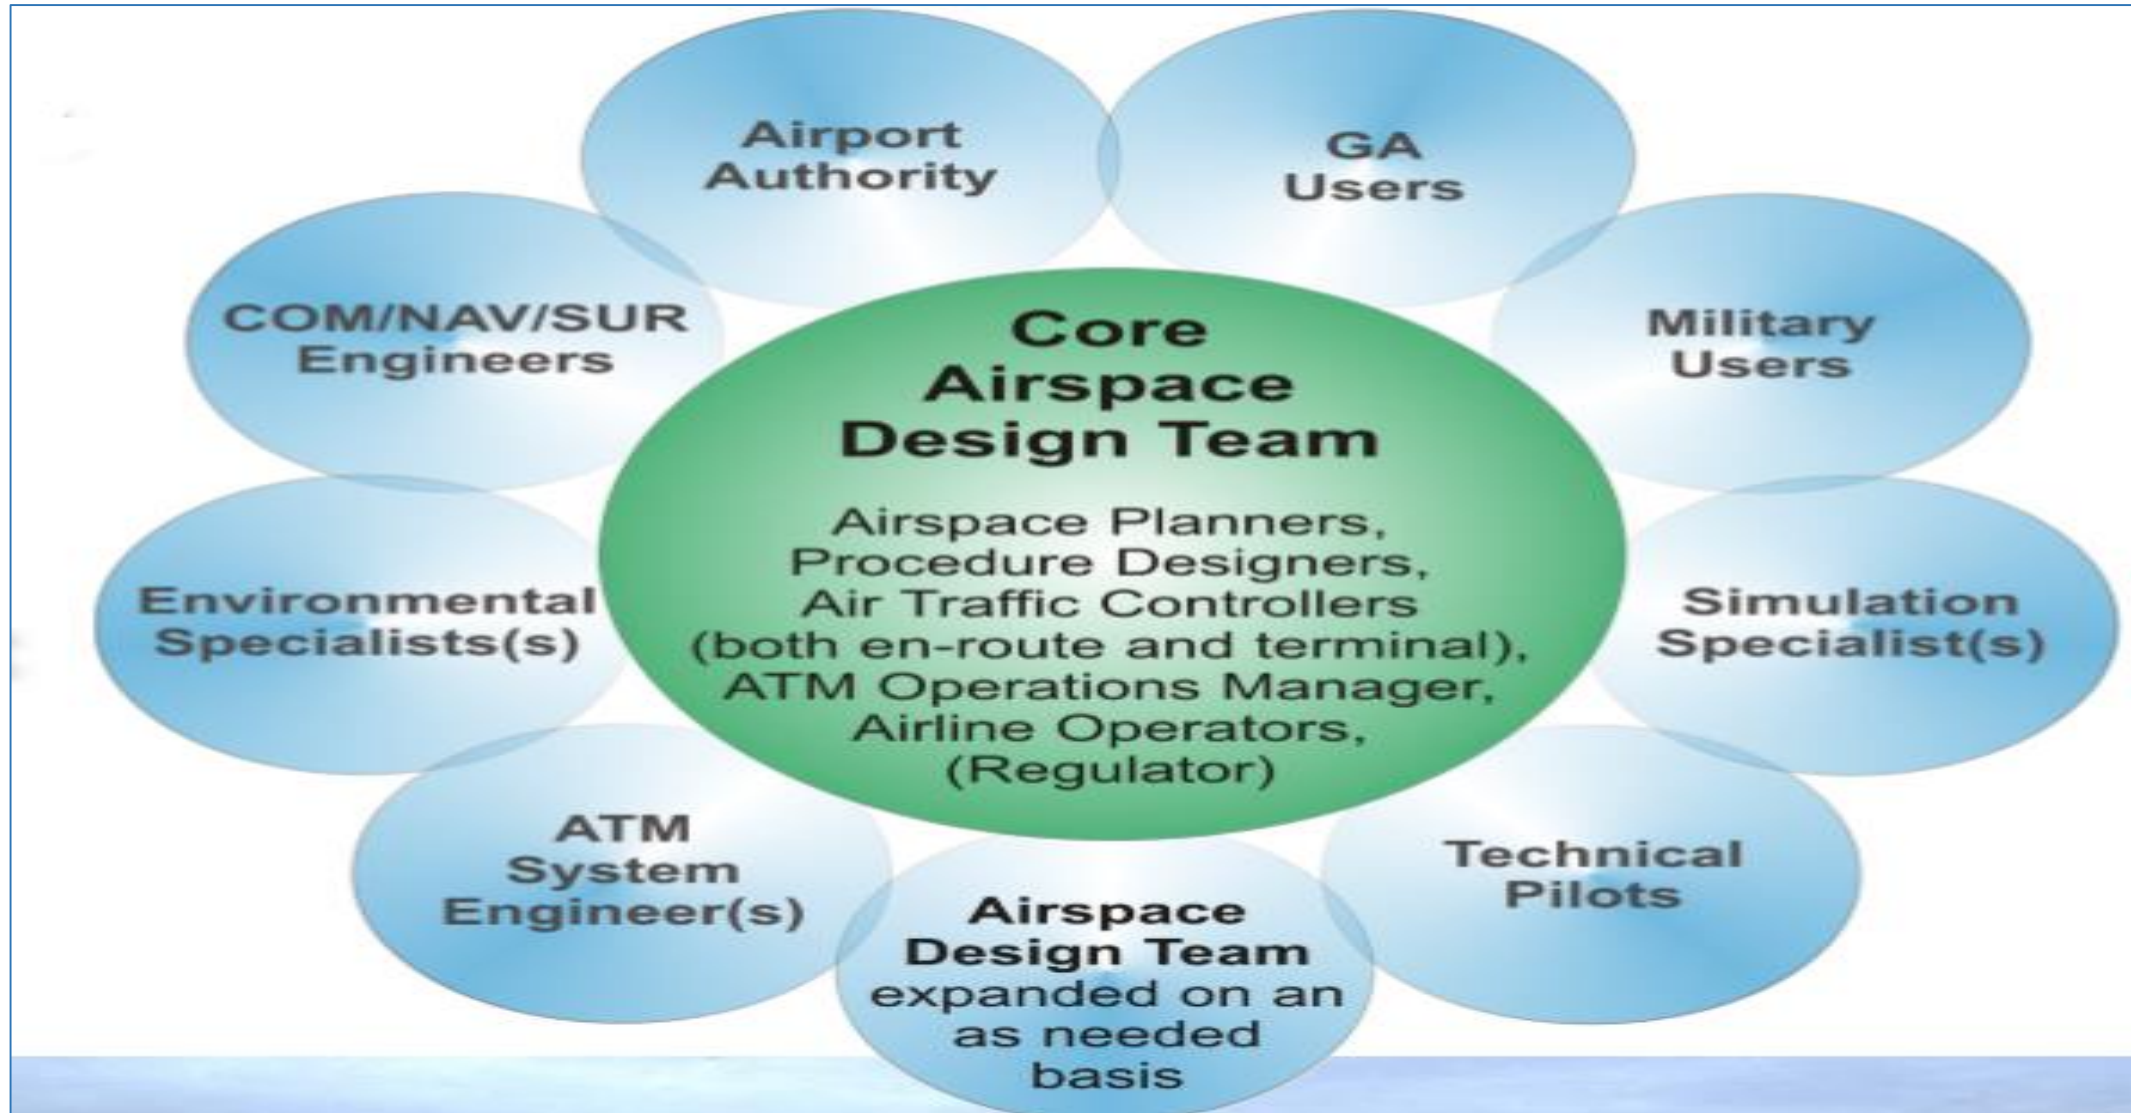 Airport
Authority
GA
Users
COM/NAV/SUR
Engineers
Military
Users
Core
Airspace
Design Team
Airspace Planners,
Procedure Designers,
Air Traffic Controllers
(both en-route and terminal),
ATM Operations Manager,
Airline Operators,
(Regulator)
Environmental
Specialists(s)
Simulation
Specialist(s)
ATM
System
Engineer(s)
Technical
Pilots
Airspace
Design Team
expanded on an
as needed
basis